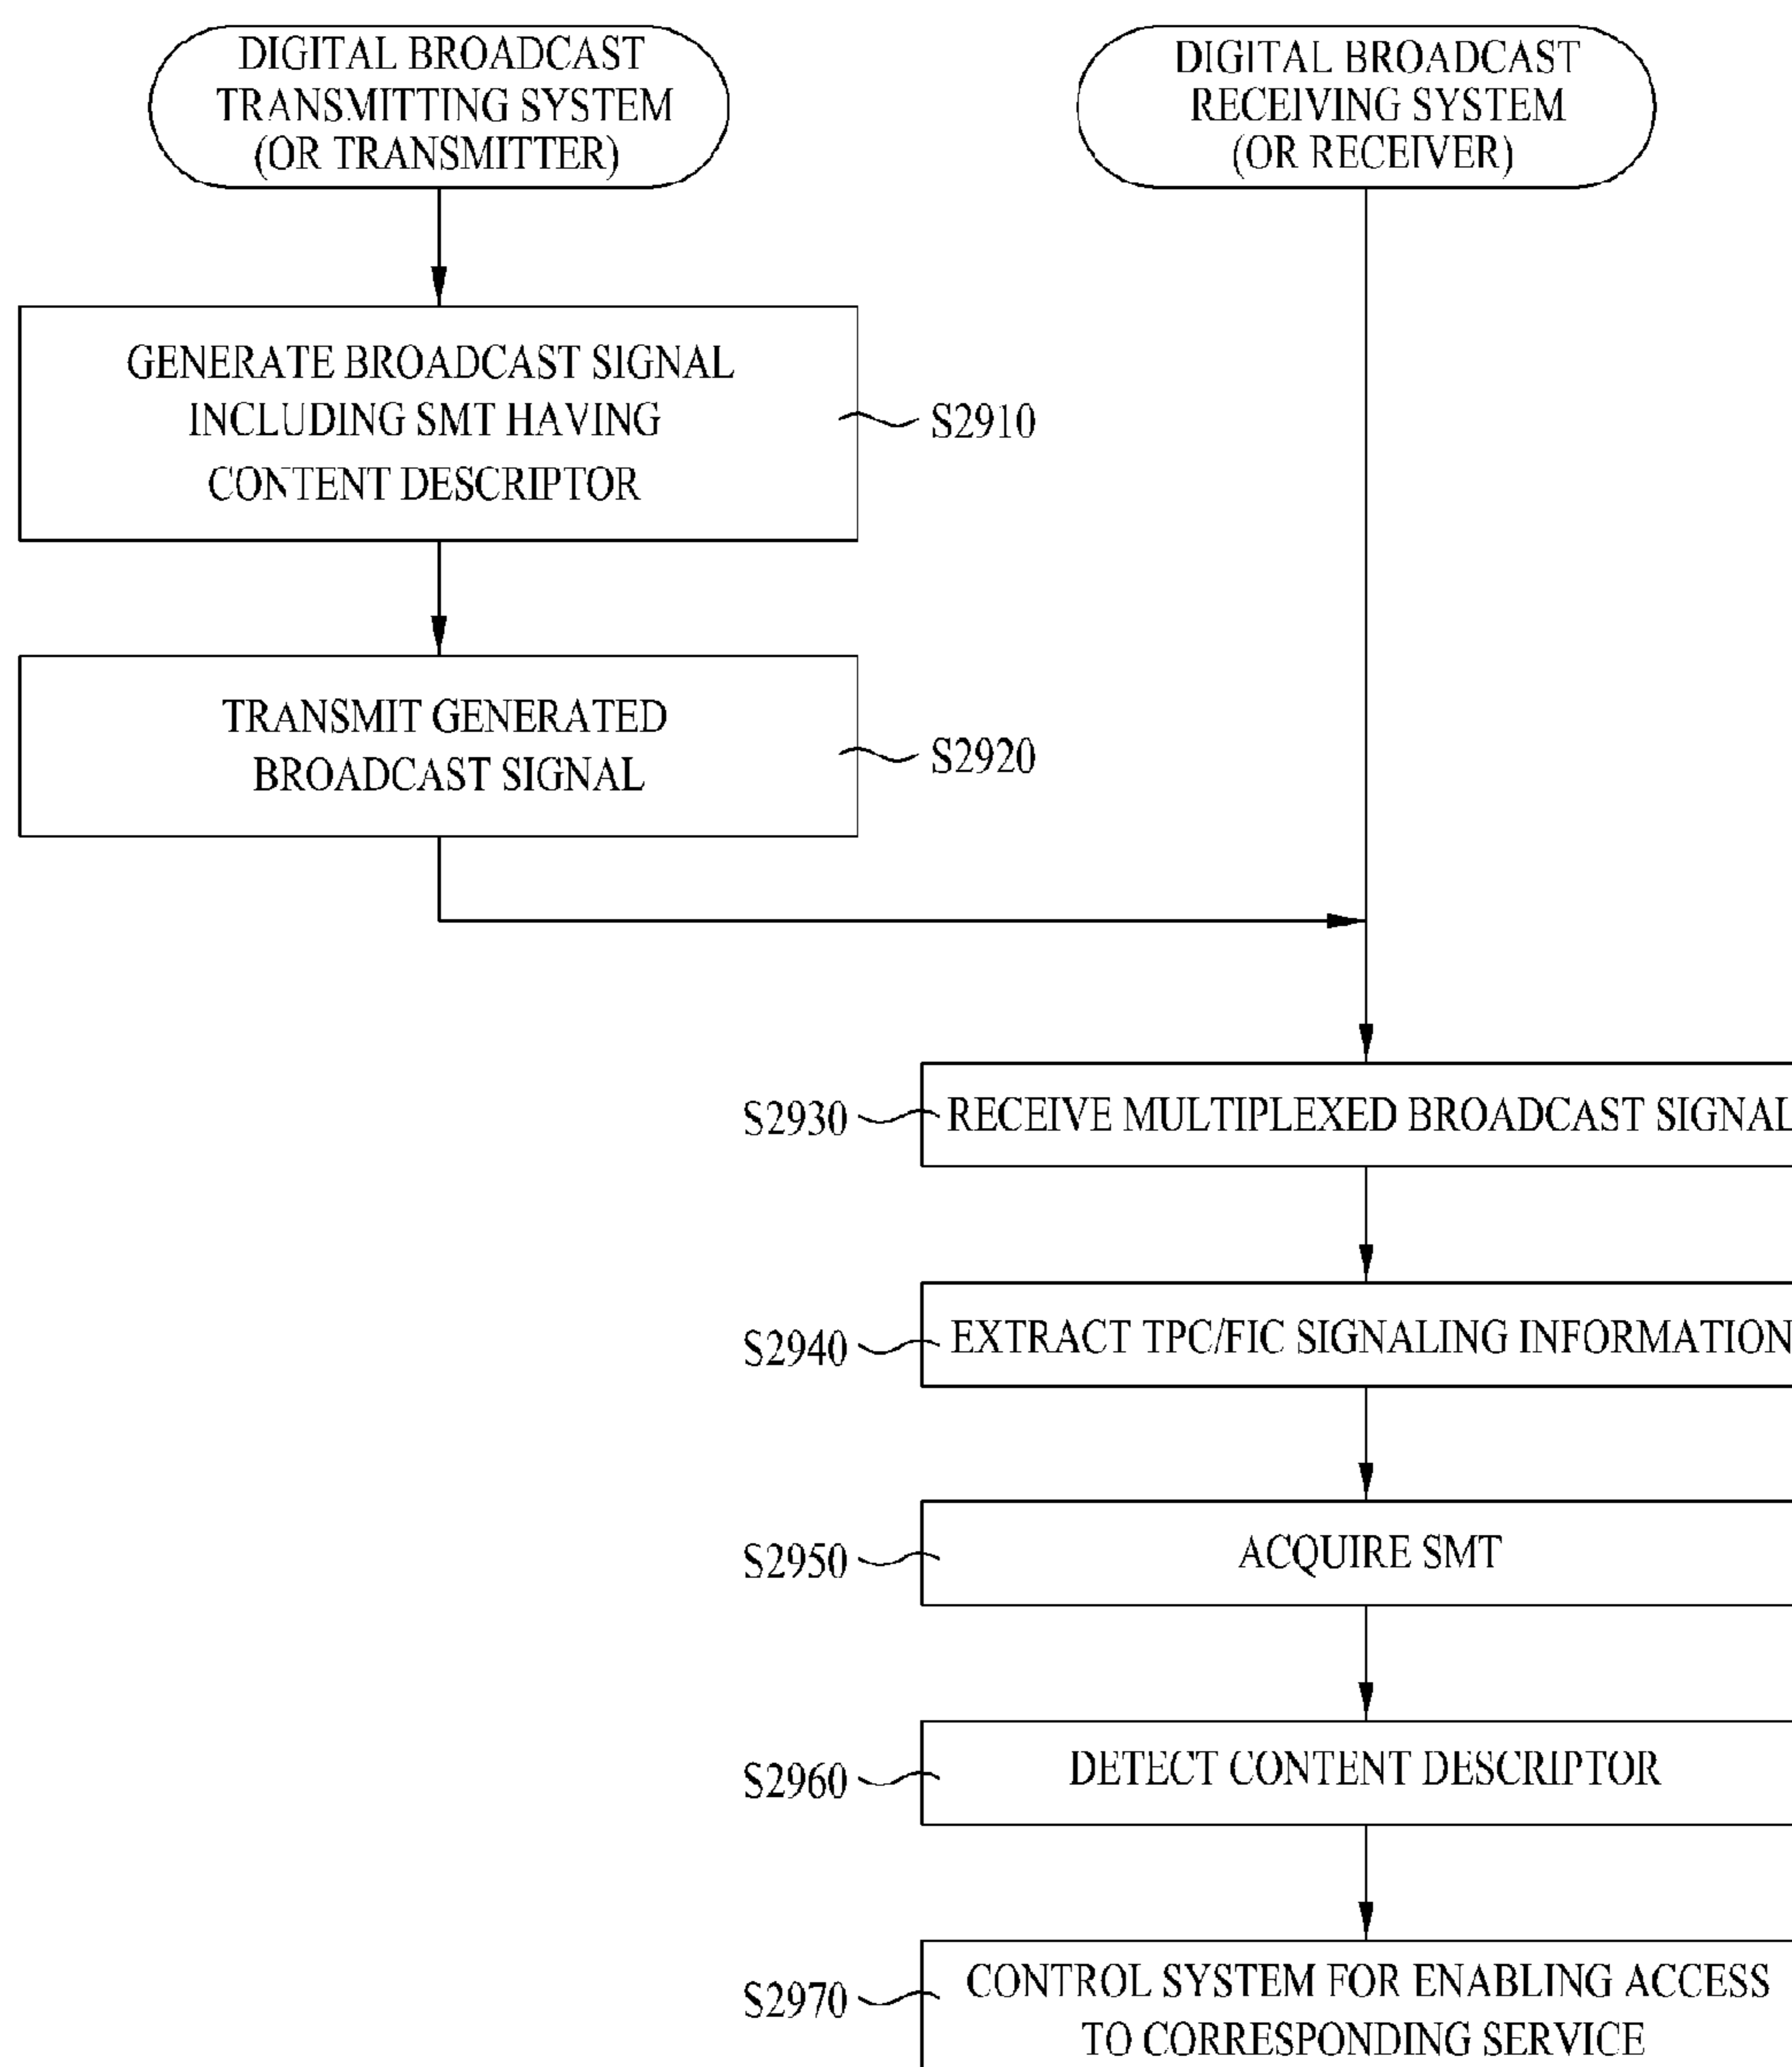 DIGITAL BROADCAST
TRANSMITTING SYSTEM
(OR TRANSMITTER)
DIGITAL BROADCAST
RECEIVING SYSTEM
(OR RECEIVER)
GENERATE BROADCAST SIGNAL
INCLUDING SMT HAVING
CONTENT DESCRIPTOR
S2910
TRANSMIT GENERATED
BROADCAST SIGNAL
S2920
S2930
RECEIVE MULTIPLEXED BROADCAST SIGNAL
S2940
EXTRACT TPC/FIC SIGNALING INFORMATION
S2950
ACQUIRE SMT
S2960
DETECT CONTENT DESCRIPTOR
S2970
CONTROL SYSTEM FOR ENABLING ACCESS
TO CORRESPONDING SERVICE